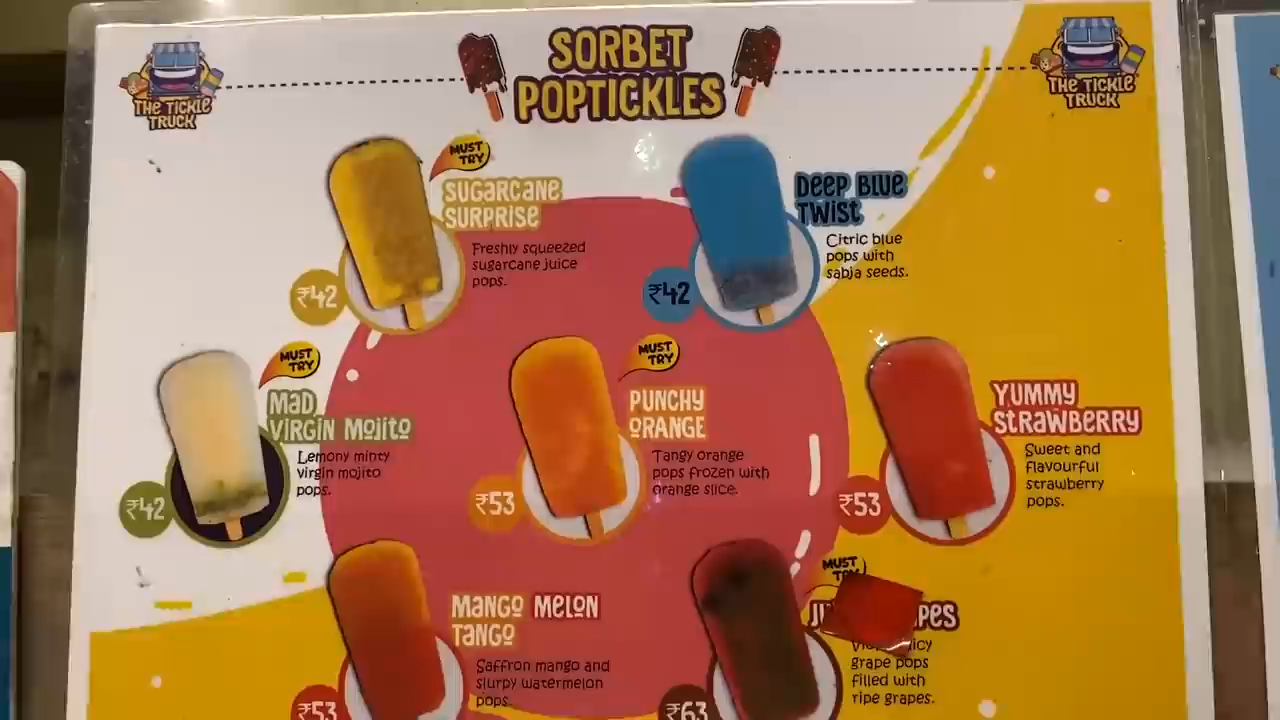 SORBET
POPTICKLES
THE TICKLE
TRUCK
THE TICKLE
TRUCK
MUST
TRY
SUGARCANE
SURPRISE
Freshly squeezed
sugarcane juice
pops.
₹42
DEEP BLUE
TWIST
Citric blue
pops with
sabja seeds.
₹42
MUST
TRY
MAD
VIRGIN MOJITO
Lemony minty
virgin mojito
pops.
₹42
MUST
TRY
PUNCHY
ORANGE
Tangy orange
pops frozen with
orange slice.
₹53
YUMMY
STRAWBERRY
Sweet and
flavourful
strawberry
pops.
₹53
MANGO MELON
TANGO
Saffron mango and
slurpy watermelon
pops.
₹53
MUST
TRY
grape pops
filled with
ripe grapes.
₹63